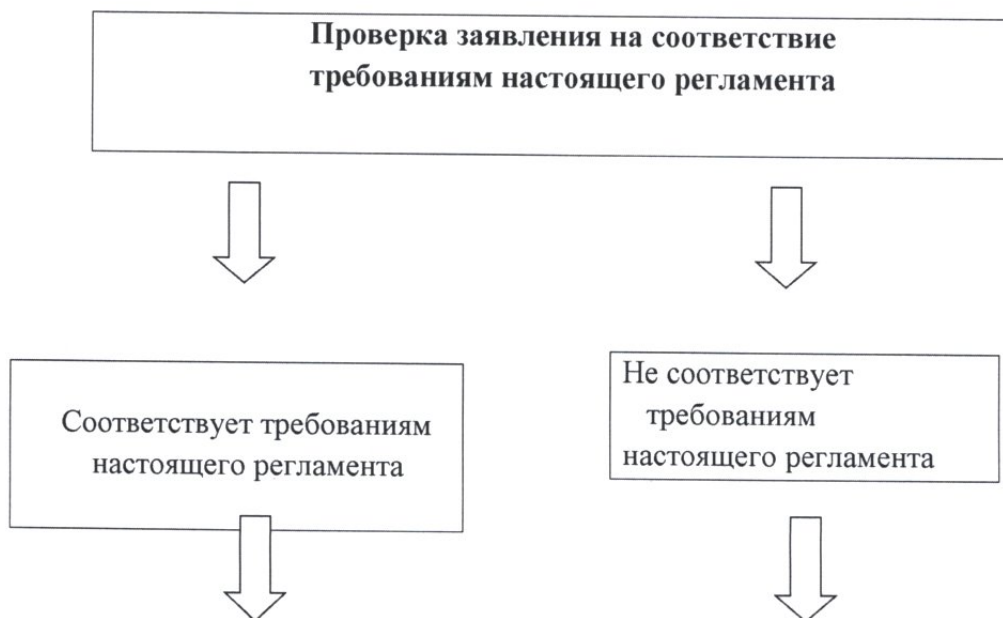 Проверка заявления на соответствие
требованиям настоящего регламента
Соответствует требованиям
настоящего регламента
Не соответствует
требованиям
настоящего регламента